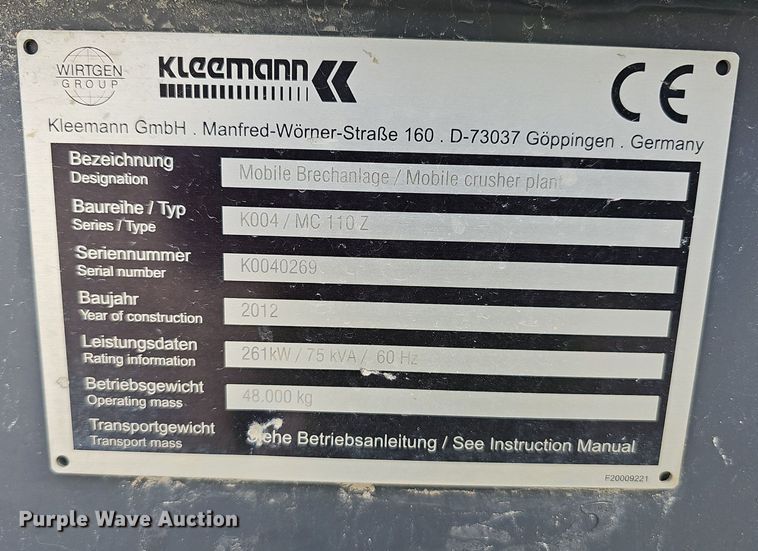 WIRTGEN
GROUP
KLeemann
CE
Kleemann GmbH . Manfred-Wörner-Straße 160 . D-73037 Göppingen . Germany
Bezeichnung
Designation
Mobile Brechanlage / Mobile crusher plant
Baureihe / Typ
Series / Type
K004 / MC 110 Z
Seriennummer
Serial number
K0040269
Baujahr
Year of construction
2012
Leistungsdaten
Rating information
261kW / 75 kVA / 60 Hz
Betriebsgewicht
Operating mass
48.000 kg
Transportgewicht
Transport mass
Siehe Betriebsanleitung / See Instruction Manual
F20009221
Purple Wave Auction